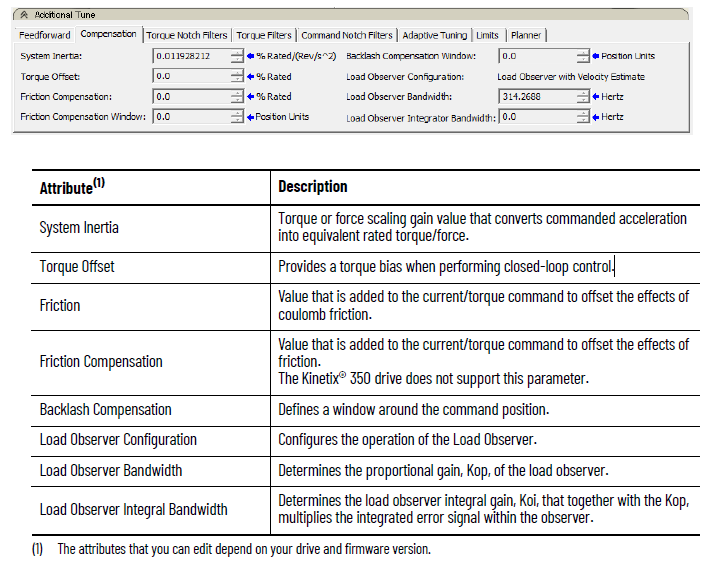 Additional Tune
Feedforward Compensation Torque Notch Filters Torque Filters Command Notch Filters Adaptive Tuning Limits Planner
System Inertia: 0.011928212 % Rated/(Rev/s^2) Backlash Compensation Window: 0.0 Position Units
Torque Offset: 0.0 % Rated Load Observer Configuration: Load Observer with Velocity Estimate
Friction Compensation: 0.0 % Rated Load Observer Bandwidth: 314.2688 Hertz
Friction Compensation Window: 0.0 Position Units Load Observer Integrator Bandwidth: 0.0 Hertz
Attribute(1) Description
System Inertia
Torque or force scaling gain value that converts commanded acceleration
into equivalent rated torque/force.
Torque Offset Provides a torque bias when performing closed-loop control.
Friction
Value that is added to the current/torque command to offset the effects of
coulomb friction.
Friction Compensation
Value that is added to the current/torque command to offset the effects of
friction.
The Kinetix® 350 drive does not support this parameter.
Backlash Compensation Defines a window around the command position.
Load Observer Configuration Configures the operation of the Load Observer.
Load Observer Bandwidth Determines the proportional gain, Kop, of the load observer.
Load Observer Integral Bandwidth
Determines the load observer integral gain, Koi, that together with the Kop,
multiplies the integrated error signal within the observer.
(1) The attributes that you can edit depend on your drive and firmware version.